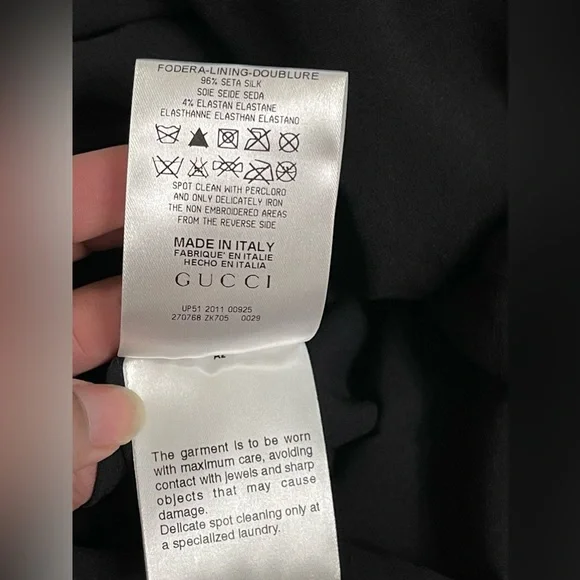 FODERA-LINING-DOUBLURE
96% SETA SILK
SOIE SEIDE SEDA
4% ELASTAN ELASTANE
ELASTHANNE ELASTHAN ELASTANO
SPOT CLEAN WITH PERCLORO
AND ONLY DELICATELY IRON
THE NON EMBROIDERED AREAS
FROM THE REVERSE SIDE
MADE IN ITALY
FABRIQUE' EN ITALIE
HECHO EN ITALIA
GUCCI
UP51 2011 00925
270768 ZK705 0029
The garment is to be worn
with maximum care, avoiding
contact with jewels and sharp
objects that may cause
damage.
Delicate spot cleaning only at
a specialized laundry.